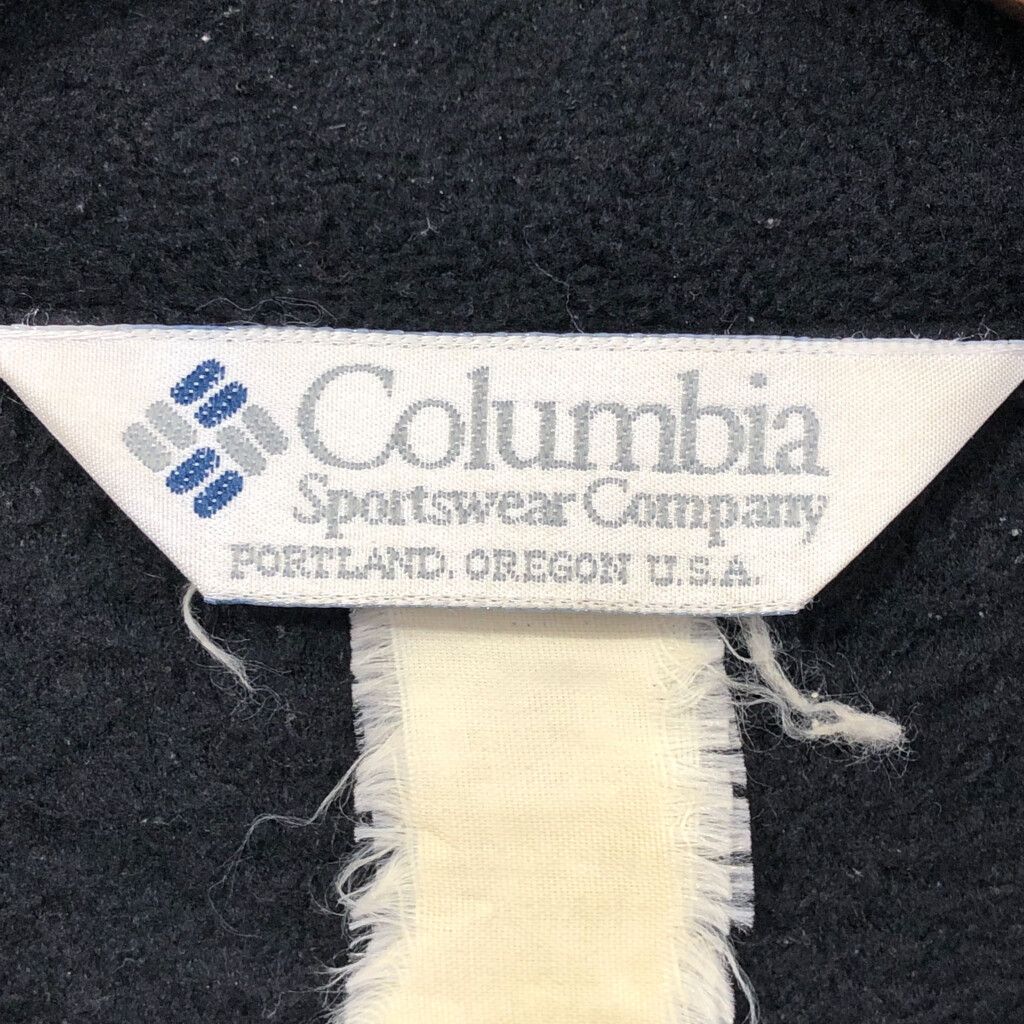 Columbia
Sportswear Company
PORTLAND, OREGON U.S.A.